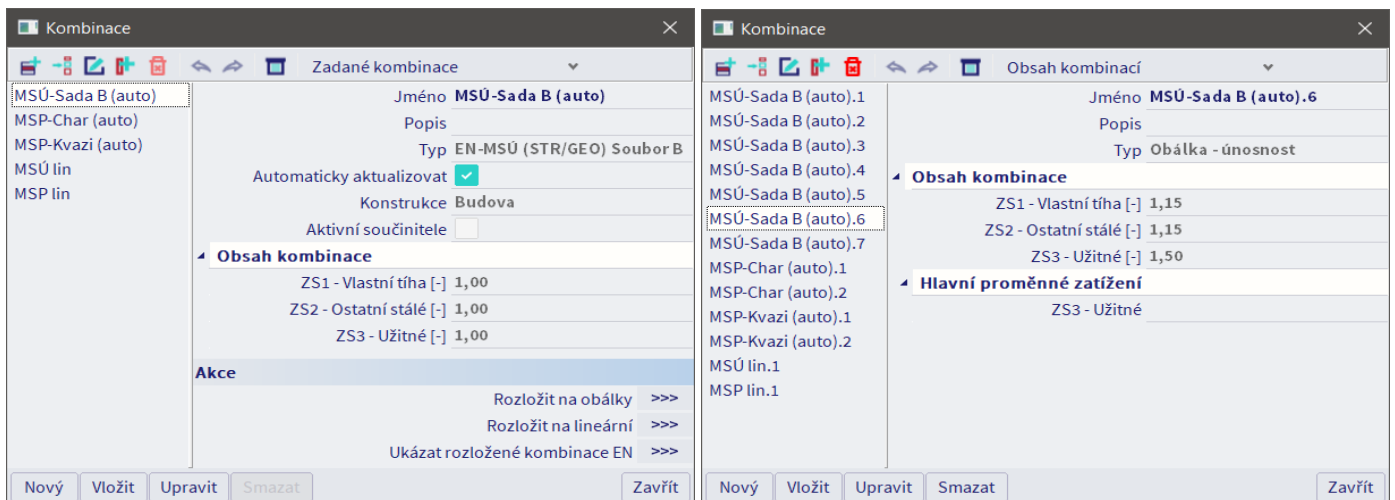 Kombinace
Zadané kombinace
MSÚ-Sada B (auto)
MSP-Char (auto)
MSP-Kvazi (auto)
MSÚ lin
MSP lin
Jméno MSÚ-Sada B (auto)
Popis
Typ EN-MSÚ (STR/GEO) Soubor B
Automaticky aktualizovat
Konstrukce Budova
Aktivní součinitele
Obsah kombinace
ZS1 - Vlastní tíha [-] 1,00
ZS2 - Ostatní stálé [-] 1,00
ZS3 - Užitné [-] 1,00
Akce
Rozložit na obálky >>>
Rozložit na lineární >>>
Ukázat rozložené kombinace EN >>>
Nový Vložit Upravit Smazat Zavřít
Kombinace
Obsah kombinací
MSÚ-Sada B (auto).1
MSÚ-Sada B (auto).2
MSÚ-Sada B (auto).3
MSÚ-Sada B (auto).4
MSÚ-Sada B (auto).5
MSÚ-Sada B (auto).6
MSÚ-Sada B (auto).7
MSP-Char (auto).1
MSP-Char (auto).2
MSP-Kvazi (auto).1
MSP-Kvazi (auto).2
MSÚ lin.1
MSP lin.1
Jméno MSÚ-Sada B (auto).6
Popis
Typ Obálka - únosnost
Obsah kombinace
ZS1 - Vlastní tíha [-] 1,15
ZS2 - Ostatní stálé [-] 1,15
ZS3 - Užitné [-] 1,50
Hlavní proměnné zatížení
ZS3 - Užitné
Nový Vložit Upravit Smazat Zavřít